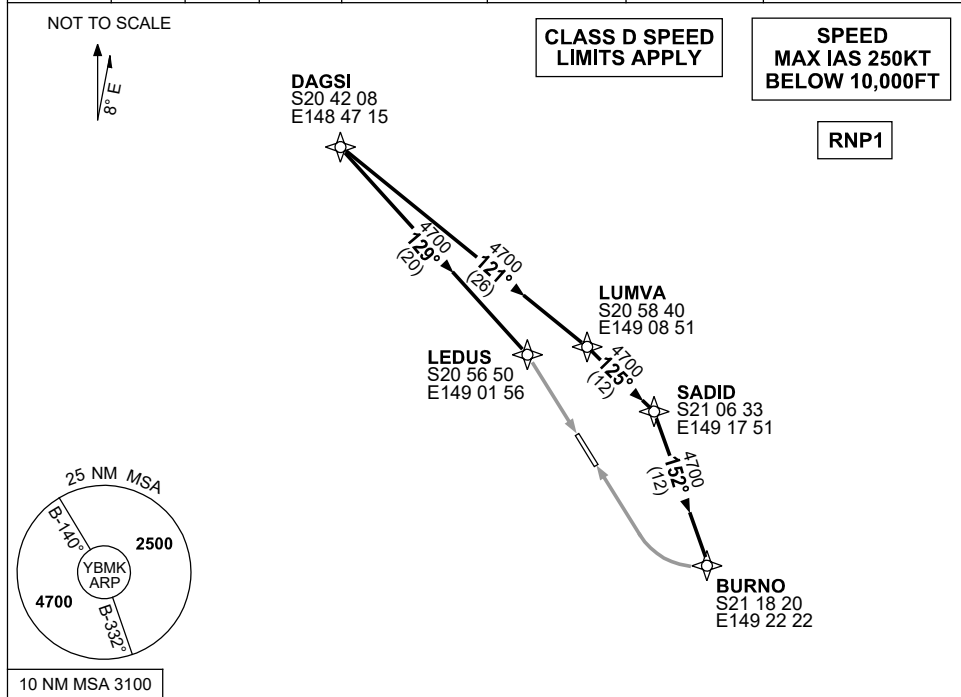 NOT TO SCALE
8° E
CLASS D SPEED
LIMITS APPLY
SPEED
MAX IAS 250KT
BELOW 10,000FT
RNP1
DAGSI
S20 42 08
E148 47 15
4700
129°
(20)
4700
121°
(26)
LUMVA
S20 58 40
E149 08 51
LEDUS
S20 56 50
E149 01 56
4700
125°
(12)
SADID
S21 06 33
E149 17 51
4700
152°
(12)
BURNO
S21 18 20
E149 22 22
25 NM MSA
B-140°
2500
YBMK
ARP
4700
B-332°
10 NM MSA 3100